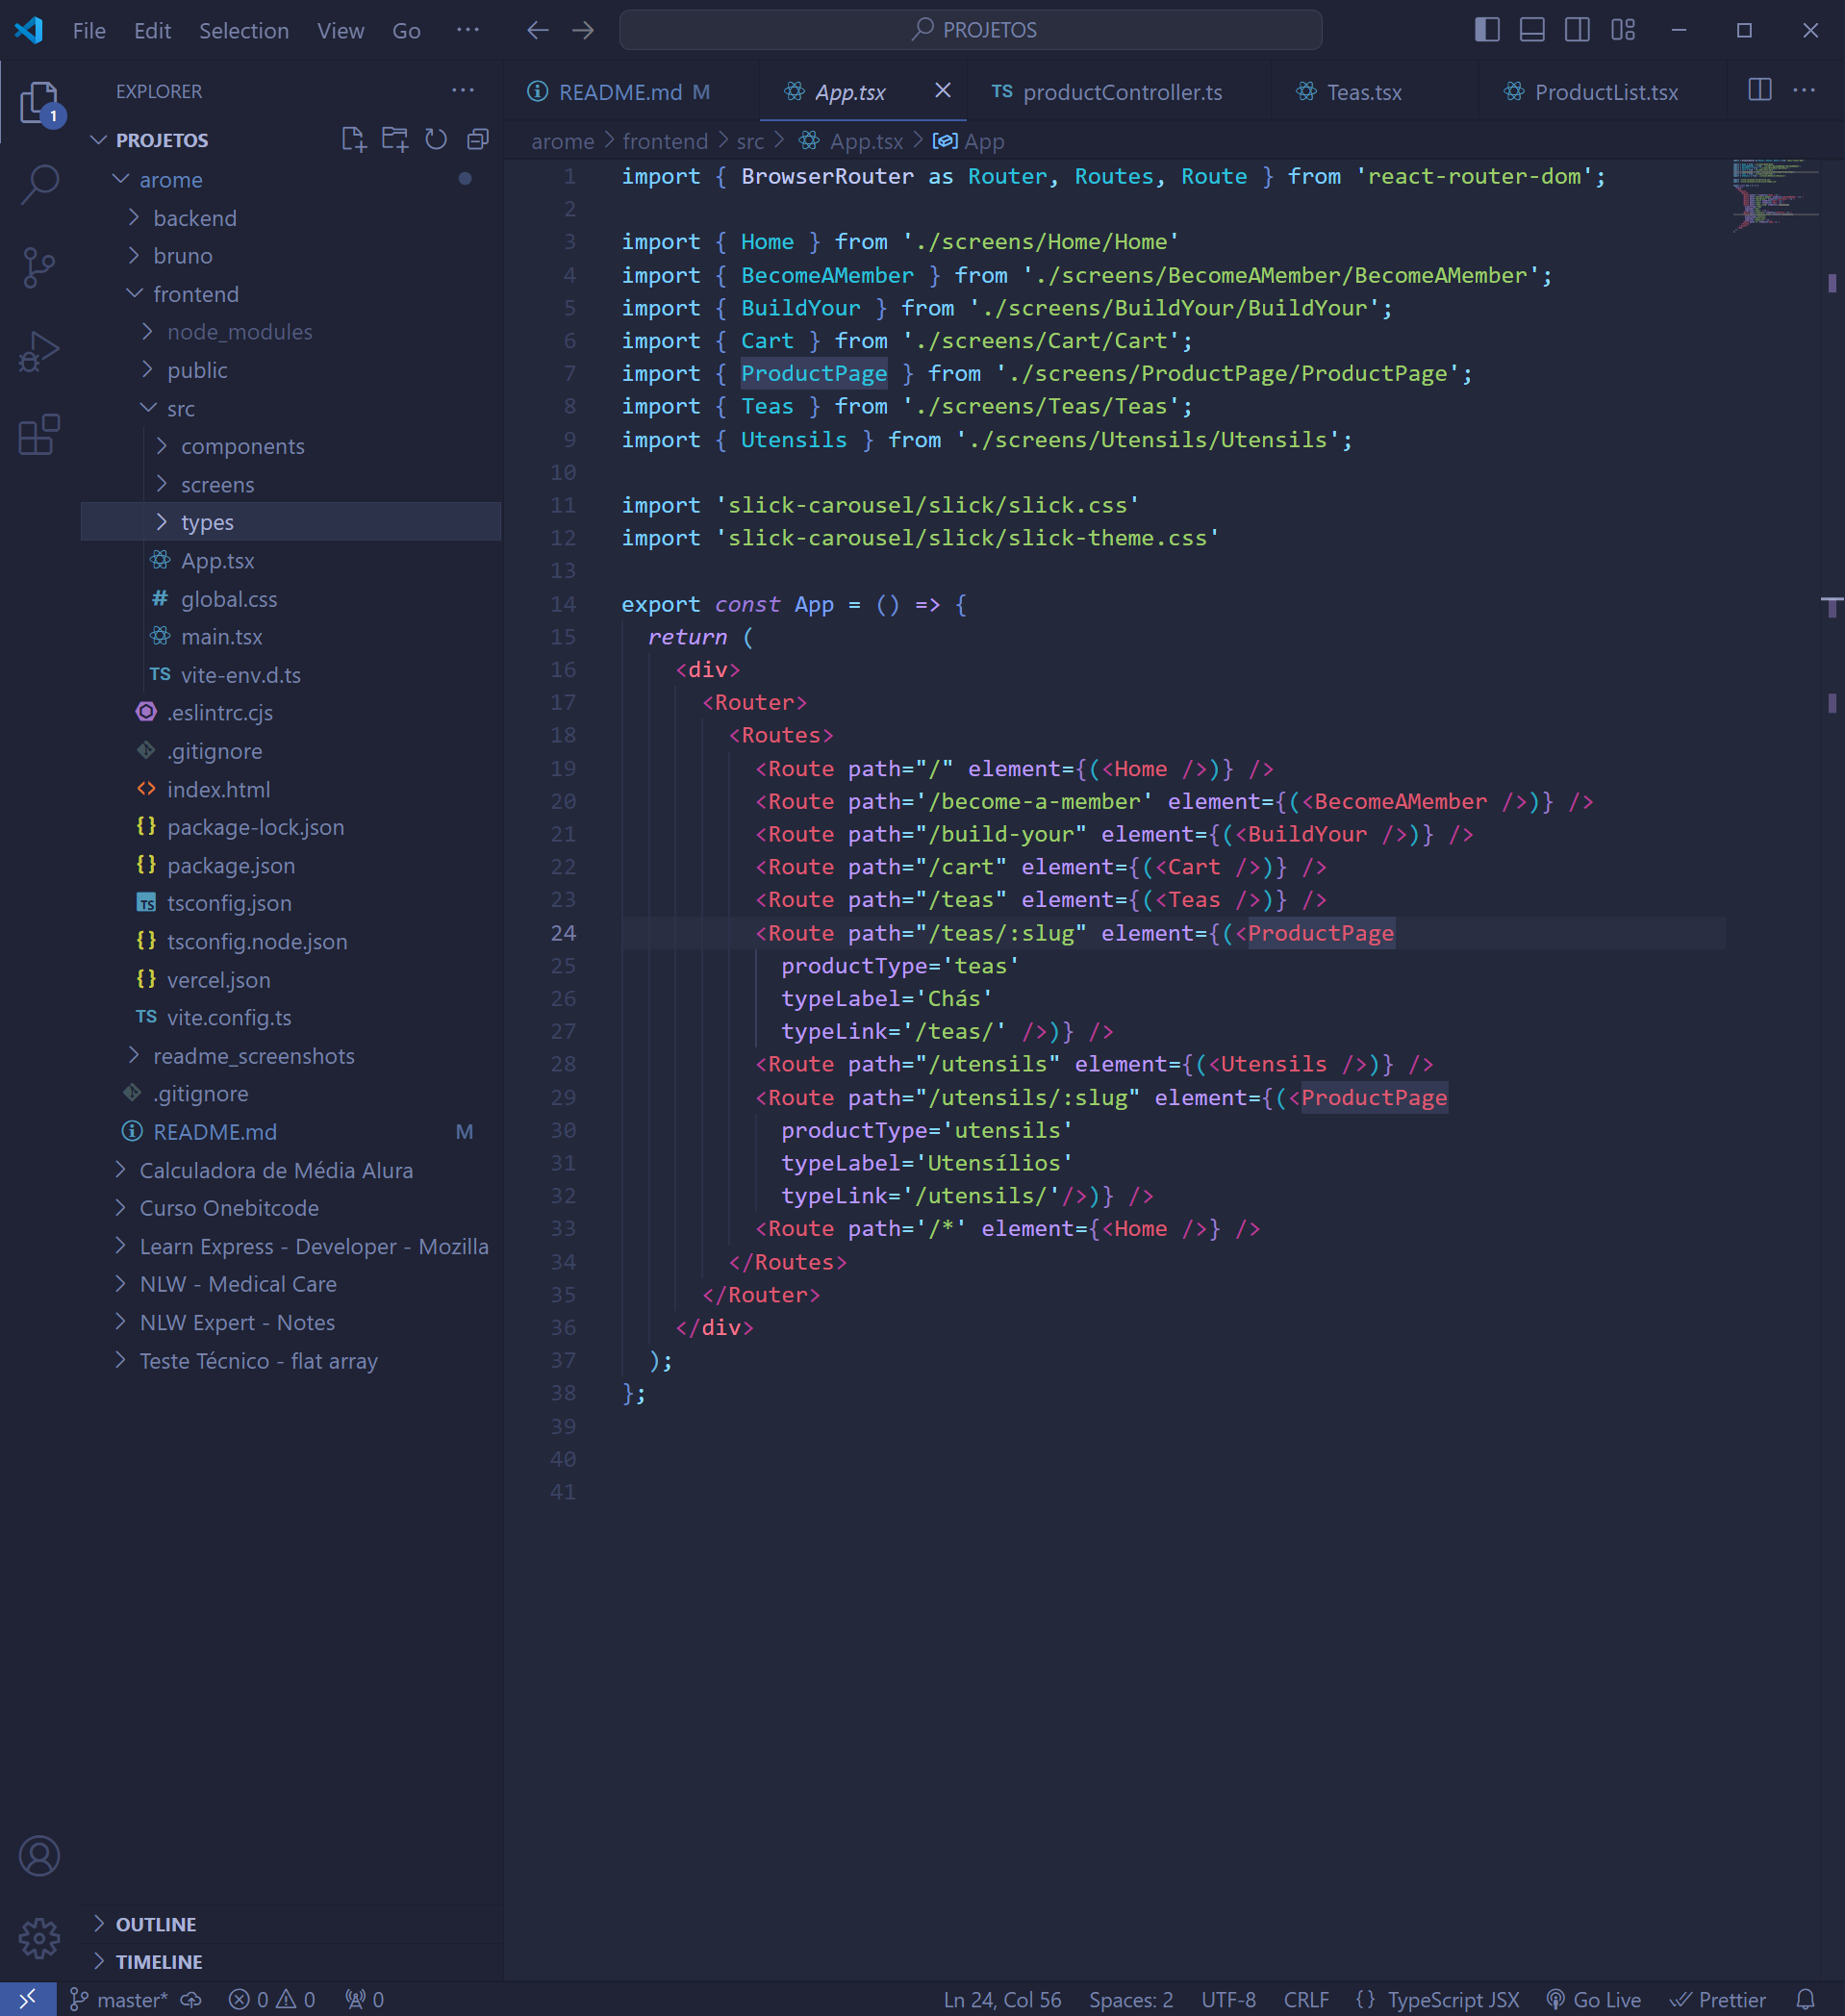 File Edit Selection View Go ··· PROJETOS
EXPLORER ···
1
PROJETOS
arome
backend
bruno
frontend
node_modules
public
src
components
screens
types
App.tsx
# global.css
main.tsx
TS vite-env.d.ts
.eslintrc.cjs
.gitignore
<> index.html
{} package-lock.json
{} package.json
TS tsconfig.json
{} tsconfig.node.json
{} vercel.json
TS vite.config.ts
readme_screenshots
.gitignore
README.md M
Calculadora de Média Alura
Curso Onebitcode
Learn Express - Developer - Mozilla
NLW - Medical Care
NLW Expert - Notes
Teste Técnico - flat array
OUTLINE
TIMELINE
README.md M App.tsx TS productController.ts Teas.tsx ProductList.tsx ···
arome > frontend > src > App.tsx > App
1 import { BrowserRouter as Router, Routes, Route } from 'react-router-dom';
2
3 import { Home } from './screens/Home/Home'
4 import { BecomeAMember } from './screens/BecomeAMember/BecomeAMember';
5 import { BuildYour } from './screens/BuildYour/BuildYour';
6 import { Cart } from './screens/Cart/Cart';
7 import { ProductPage } from './screens/ProductPage/ProductPage';
8 import { Teas } from './screens/Teas/Teas';
9 import { Utensils } from './screens/Utensils/Utensils';
10
11 import 'slick-carousel/slick/slick.css'
12 import 'slick-carousel/slick/slick-theme.css'
13
14 export const App = () => {
15 return (
16 <div>
17 <Router>
18 <Routes>
19 <Route path="/" element={(<Home />)} />
20 <Route path='/become-a-member' element={(<BecomeAMember />)} />
21 <Route path="/build-your" element={(<BuildYour />)} />
22 <Route path="/cart" element={(<Cart />)} />
23 <Route path="/teas" element={(<Teas />)} />
24 <Route path="/teas/:slug" element={(<ProductPage
25 productType='teas'
26 typeLabel='Chás'
27 typeLink='/teas/' />)} />
28 <Route path="/utensils" element={(<Utensils />)} />
29 <Route path="/utensils/:slug" element={(<ProductPage
30 productType='utensils'
31 typeLabel='Utensílios'
32 typeLink='/utensils/'/>)} />
33 <Route path='/*' element={<Home />} />
34 </Routes>
35 </Router>
36 </div>
37 );
38 };
39
40
41
master* 0 0 0 Ln 24, Col 56 Spaces: 2 UTF-8 CRLF {} TypeScript JSX Go Live Prettier